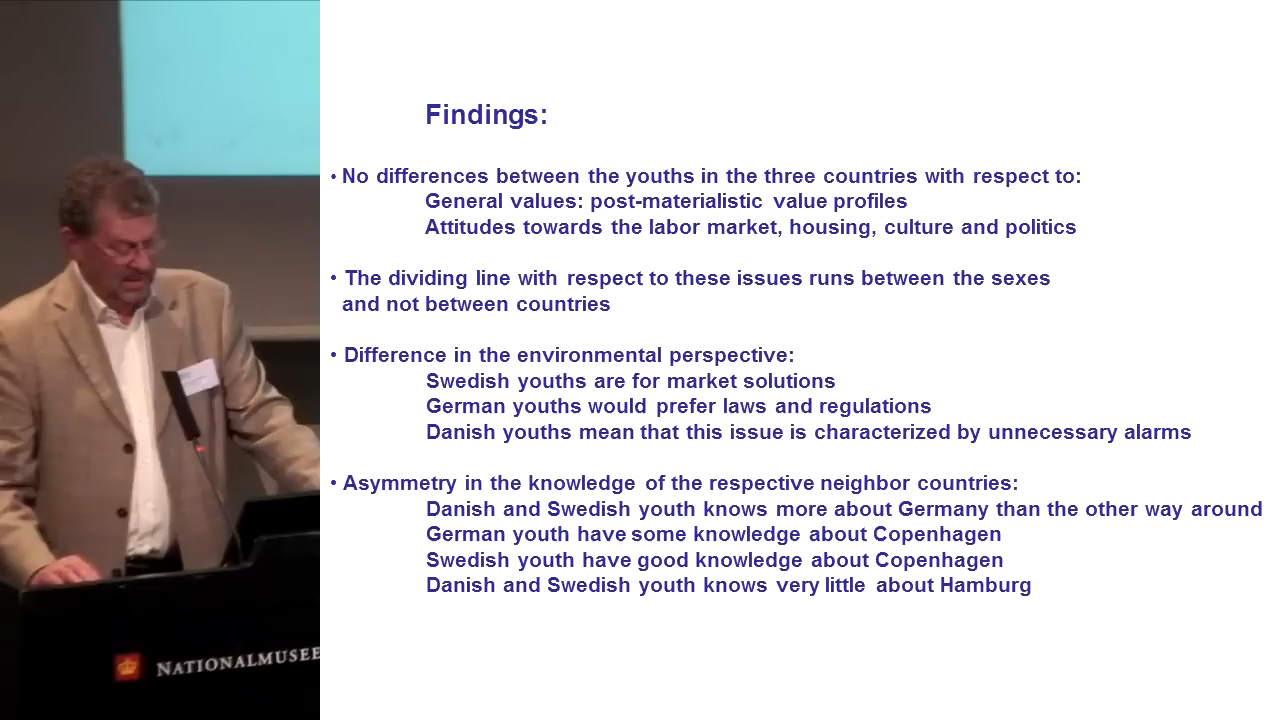 Findings:
• No differences between the youths in the three countries with respect to:
General values: post-materialistic value profiles
Attitudes towards the labor market, housing, culture and politics
• The dividing line with respect to these issues runs between the sexes
and not between countries
• Difference in the environmental perspective:
Swedish youths are for market solutions
German youths would prefer laws and regulations
Danish youths mean that this issue is characterized by unnecessary alarms
• Asymmetry in the knowledge of the respective neighbor countries:
Danish and Swedish youth knows more about Germany than the other way around
German youth have some knowledge about Copenhagen
Swedish youth have good knowledge about Copenhagen
Danish and Swedish youth knows very little about Hamburg
NATIONALMUSEE